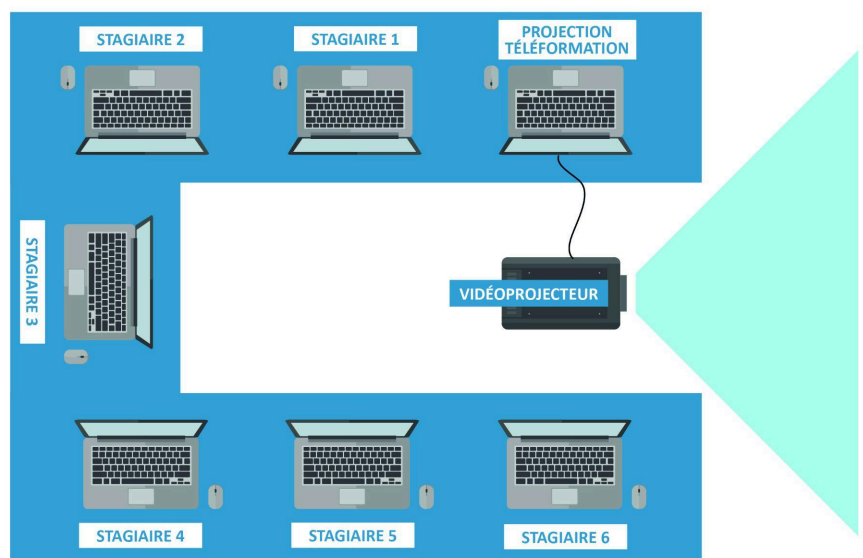 STAGIAIRE 2
STAGIAIRE 1
PROJECTION
TÉLÉFORMATION
STAGIAIRE 3
VIDÉOPROJECTEUR
STAGIAIRE 4
STAGIAIRE 5
STAGIAIRE 6